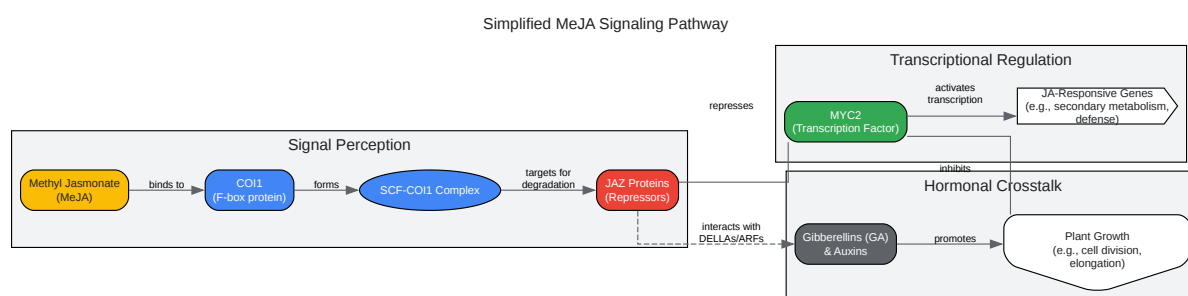 Simplified MeJA Signaling Pathway
Signal Perception
Methyl Jasmonate
(MeJA)
binds to
COI1
(F-box protein)
forms
SCF-COI1 Complex
targets for
degradation
JAZ Proteins
(Repressors)
represses
interacts with
DELLAs/ARFs
Transcriptional Regulation
MYC2
(Transcription Factor)
activates
transcription
JA-Responsive Genes
(e.g., secondary metabolism,
defense)
inhibits
Hormonal Crosstalk
Gibberellins (GA)
& Auxins
promotes
Plant Growth
(e.g., cell division,
elongation)